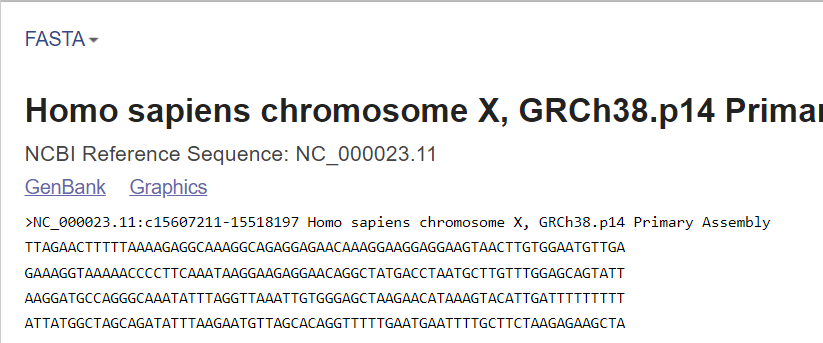 FASTA
Homo sapiens chromosome X, GRCh38.p14 Primar
NCBI Reference Sequence: NC_000023.11
GenBank Graphics
>NC_000023.11:c15607211-15518197 Homo sapiens chromosome X, GRCh38.p14 Primary Assembly
TTAGAACTTTTTAAAAGAGGCAAAGGCAGAGGAGAACAAAGGAAGGAGGAAGTAACTTGTGGAATGTTGA
GAAAGGTAAAAACCCCTTCAAATAAGGAAGAGGAACAGGCTATGACCTAATGCTTGTTTGGAGCAGTATT
AAGGATGCCAGGGCAAATATTTAGGTTAAATTGTGGGAGCTAAGAACATAAAGTACATTGATTTTTTTTT
ATTATGGCTAGCAGATATTTAAGAATGTTAGCACAGGTTTTTGAATGAATTTTGCTTCTAAGAGAAGCTA